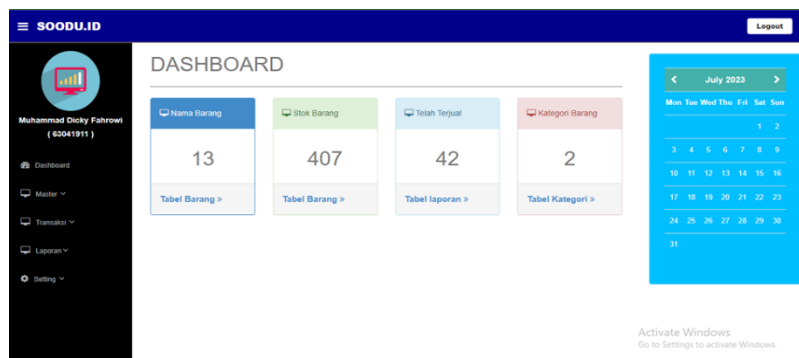 SOODU.ID
Logout
Muhammad Dicky Fahrowi
( 63041911 )
Dashboard
Master
Transaksi
Laporan
Setting
DASHBOARD
Nama Barang
13
Tabel Barang »
Stok Barang
407
Tabel Barang »
Telah Terjual
42
Tabel laporan »
Kategori Barang
2
Tabel Kategori »
July 2023
Mon Tue Wed Thu Fri Sat Sun
1 2
3 4 5 6 7 8 9
10 11 12 13 14 15 16
17 18 19 20 21 22 23
24 25 26 27 28 29 30
31
Activate Windows
Go to Settings to activate Windows.